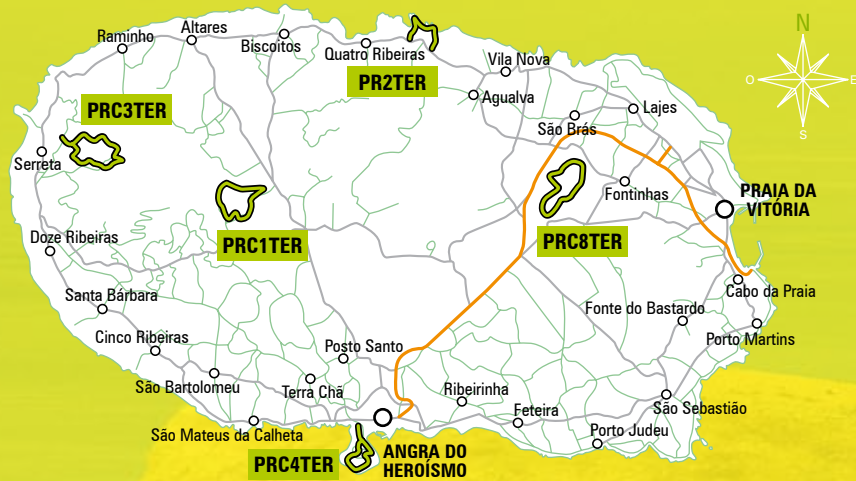 N
Altares
Raminho
Biscoitos
Quatro Ribeiras
Vila Nova
PR2TER
O
E
Agualva
PRC3TER
Lajes
São Brás
S
Serreta
Fontinhas
PRAIA DA
VITÓRIA
PRC1TER
PRC8TER
Doze Ribeiras
Cabo da Praia
Santa Bárbara
Fonte do Bastardo
Porto Martins
Cinco Ribeiras
Posto Santo
São Bartolomeu
Terra Chã
Ribeirinha
São Sebastião
Feteira
São Mateus da Calheta
Porto Judeu
ANGRA DO
HEROÍSMO
PRC4TER